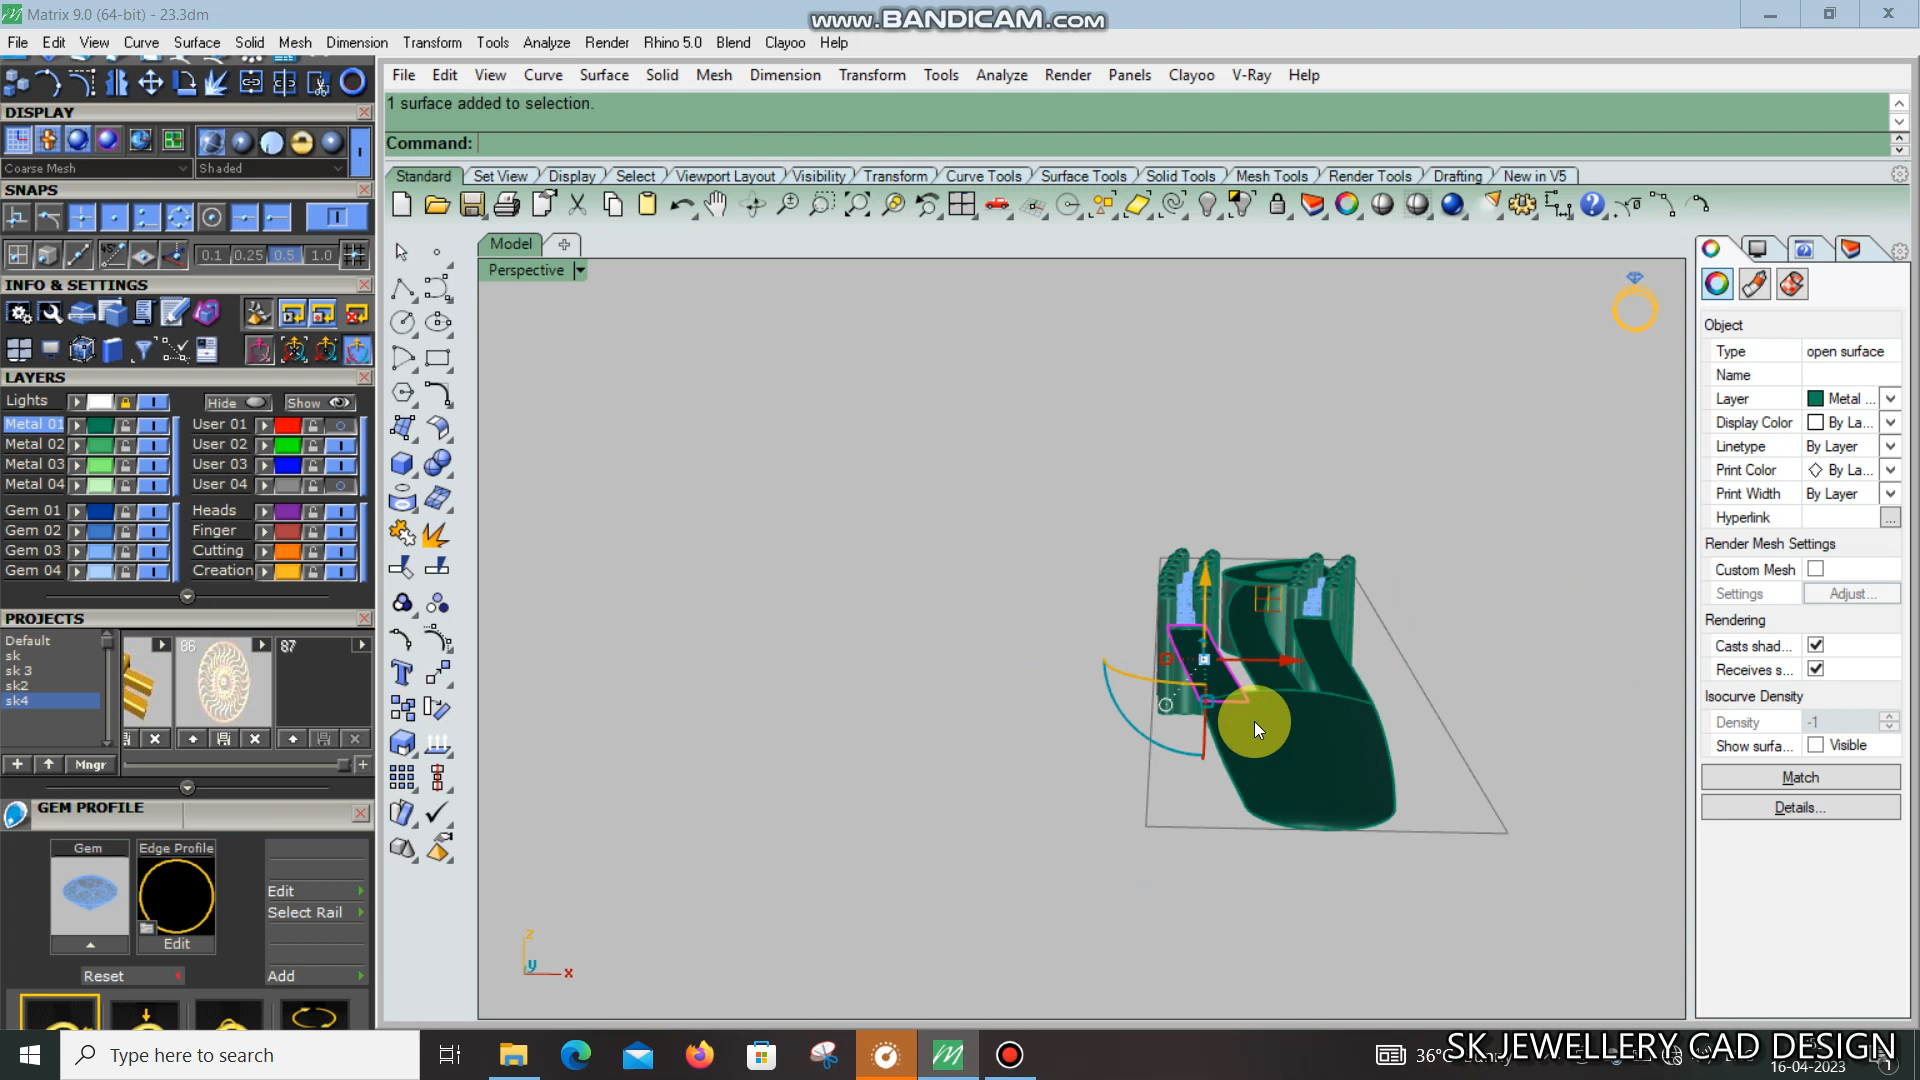 Matrix 9.0 (64-bit) - 23.3dm
www.BANDICAM.com
File Edit View Curve Surface Solid Mesh Dimension Transform Tools Analyze Render Rhino 5.0 Blend Clayoo Help
File Edit View Curve Surface Solid Mesh Dimension Transform Tools Analyze Render Panels Clayoo V-Ray Help
1 surface added to selection.
Command:
Standard Set View Display Select Viewport Layout Visibility Transform Curve Tools Surface Tools Solid Tools Mesh Tools Render Tools Drafting New in V5
DISPLAY
Coarse Mesh Shaded
SNAPS
0.1 0.25 0.5 1.0
INFO & SETTINGS
LAYERS
Lights Hide Show
Metal 01 User 01
Metal 02 User 02
Metal 03 User 03
Metal 04 User 04
Gem 01 Heads
Gem 02 Finger
Gem 03 Cutting
Gem 04 Creation
PROJECTS
Default
sk
sk 3
sk2
sk4
86 87
Mngr
GEM PROFILE
Gem Edge Profile
Edit
Select Rail
Edit
Reset Add
Model
Perspective
z
y x
Object
Type open surface
Name
Layer Metal ...
Display Color By La...
Linetype By Layer
Print Color By La...
Print Width By Layer
Hyperlink ...
Render Mesh Settings
Custom Mesh
Settings Adjust...
Rendering
Casts shad...
Receives s...
Isocurve Density
Density -1
Show surfa... Visible
Match
Details...
Type here to search
36°C
SK JEWELLERY CAD DESIGN
16-04-2023
1